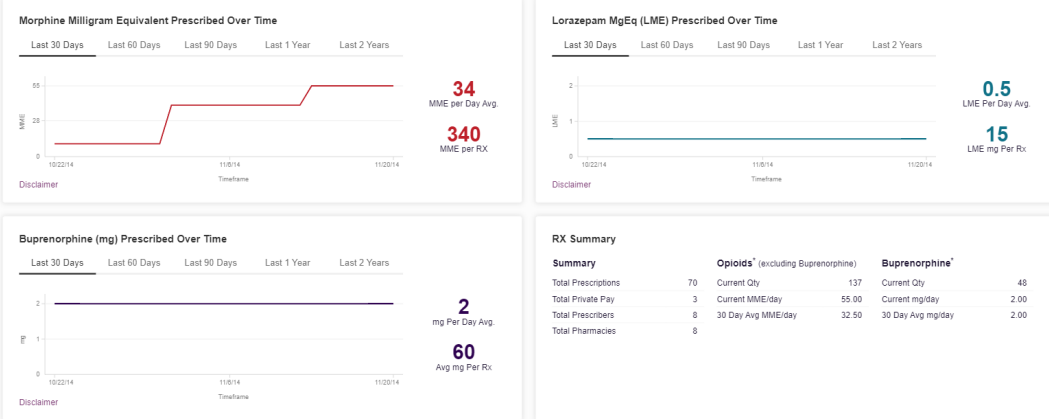 Morphine Milligram Equivalent Prescribed Over Time
Last 30 Days Last 60 Days Last 90 Days Last 1 Year Last 2 Years
55
28
0
MME
10/22/14 11/6/14 11/20/14
Timeframe
34
MME per Day Avg.
340
MME per RX
Disclaimer
Lorazepam MgEq (LME) Prescribed Over Time
Last 30 Days Last 60 Days Last 90 Days Last 1 Year Last 2 Years
2
1
0
LME
10/22/14 11/6/14 11/20/14
Timeframe
0.5
LME Per Day Avg.
15
LME mg Per Rx
Disclaimer
Buprenorphine (mg) Prescribed Over Time
Last 30 Days Last 60 Days Last 90 Days Last 1 Year Last 2 Years
2
1
0
mg
10/22/14 11/6/14 11/20/14
Timeframe
2
mg Per Day Avg.
60
Avg mg Per Rx
Disclaimer
RX Summary
Summary Opioids* (excluding Buprenorphine) Buprenorphine*
Total Prescriptions 70 Current Qty 137 Current Qty 48
Total Private Pay 3 Current MME/day 55.00 Current mg/day 2.00
Total Prescribers 8 30 Day Avg MME/day 32.50 30 Day Avg mg/day 2.00
Total Pharmacies 8